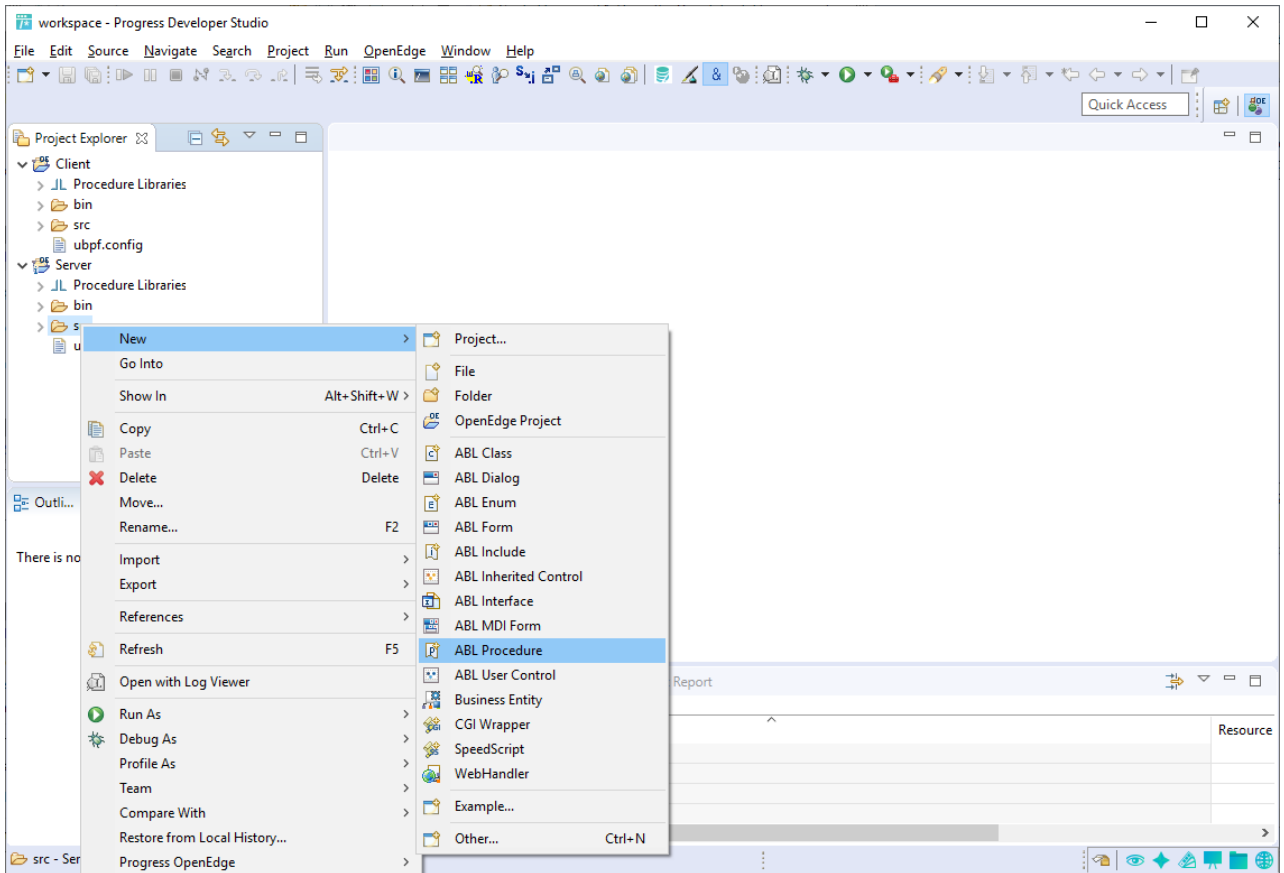 workspace - Progress Developer Studio
File Edit Source Navigate Search Project Run OpenEdge Window Help
Quick Access
Project Explorer
Client
Procedure Libraries
bin
src
ubpf.config
Server
Procedure Libraries
bin
s
u
New
Go Into
Show In Alt+Shift+W >
Copy Ctrl+C
Paste Ctrl+V
Delete Delete
Move...
Rename... F2
Import
Export
References
Refresh F5
Open with Log Viewer
Run As
Debug As
Profile As
Team
Compare With
Restore from Local History...
Progress OpenEdge
Project...
File
Folder
OpenEdge Project
ABL Class
ABL Dialog
ABL Enum
ABL Form
ABL Include
ABL Inherited Control
ABL Interface
ABL MDI Form
ABL Procedure
ABL User Control
Business Entity
CGI Wrapper
SpeedScript
WebHandler
Example...
Other... Ctrl+N
Outli...
There is no
Report
Resource
src - Ser